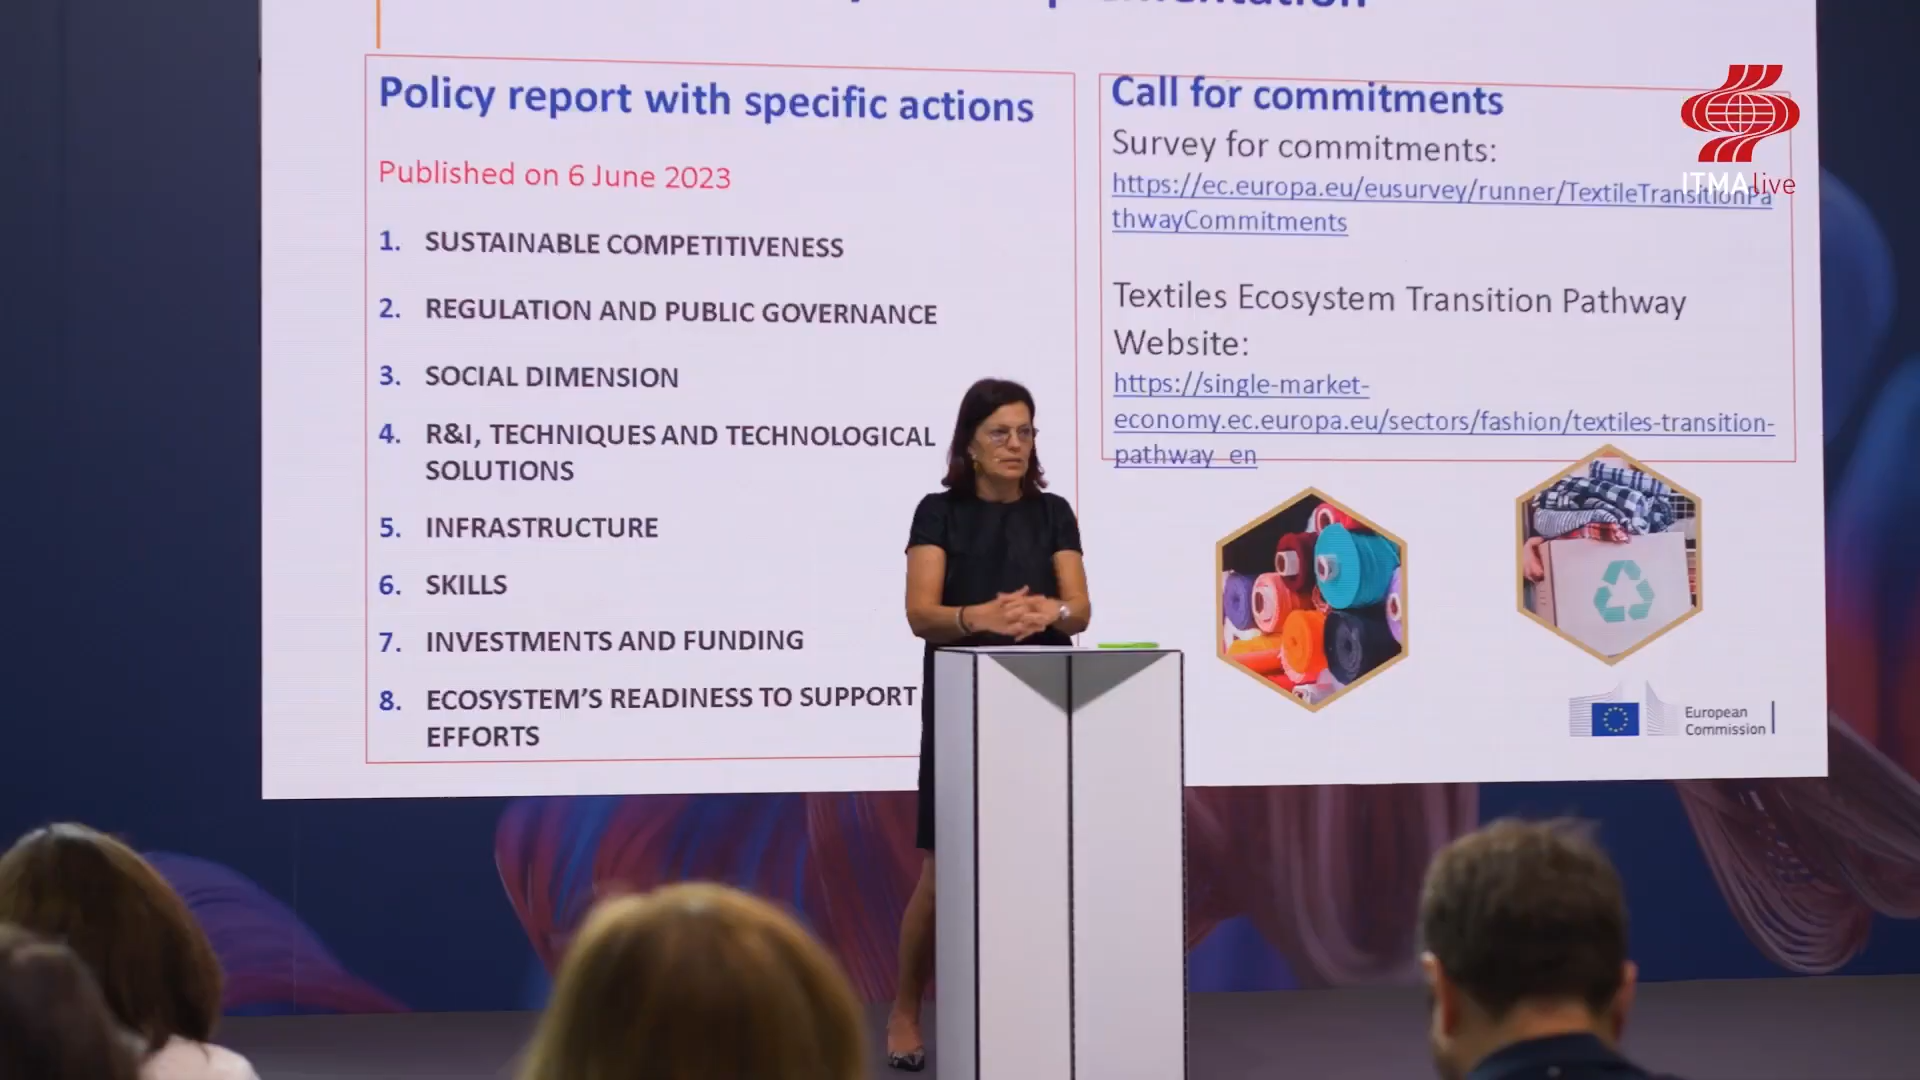 Policy report with specific actions
Published on 6 June 2023
1. SUSTAINABLE COMPETITIVENESS
2. REGULATION AND PUBLIC GOVERNANCE
3. SOCIAL DIMENSION
4. R&I, TECHNIQUES AND TECHNOLOGICAL
SOLUTIONS
5. INFRASTRUCTURE
6. SKILLS
7. INVESTMENTS AND FUNDING
8. ECOSYSTEM'S READINESS TO SUPPORT
EFFORTS
Call for commitments
Survey for commitments:
https://ec.europa.eu/eusurvey/runner/TextileTransitionPa
thwayCommitments
Textiles Ecosystem Transition Pathway
Website:
https://single-market-
economy.ec.europa.eu/sectors/fashion/textiles-transition-
pathway_en
European
Commission
ITMAlive